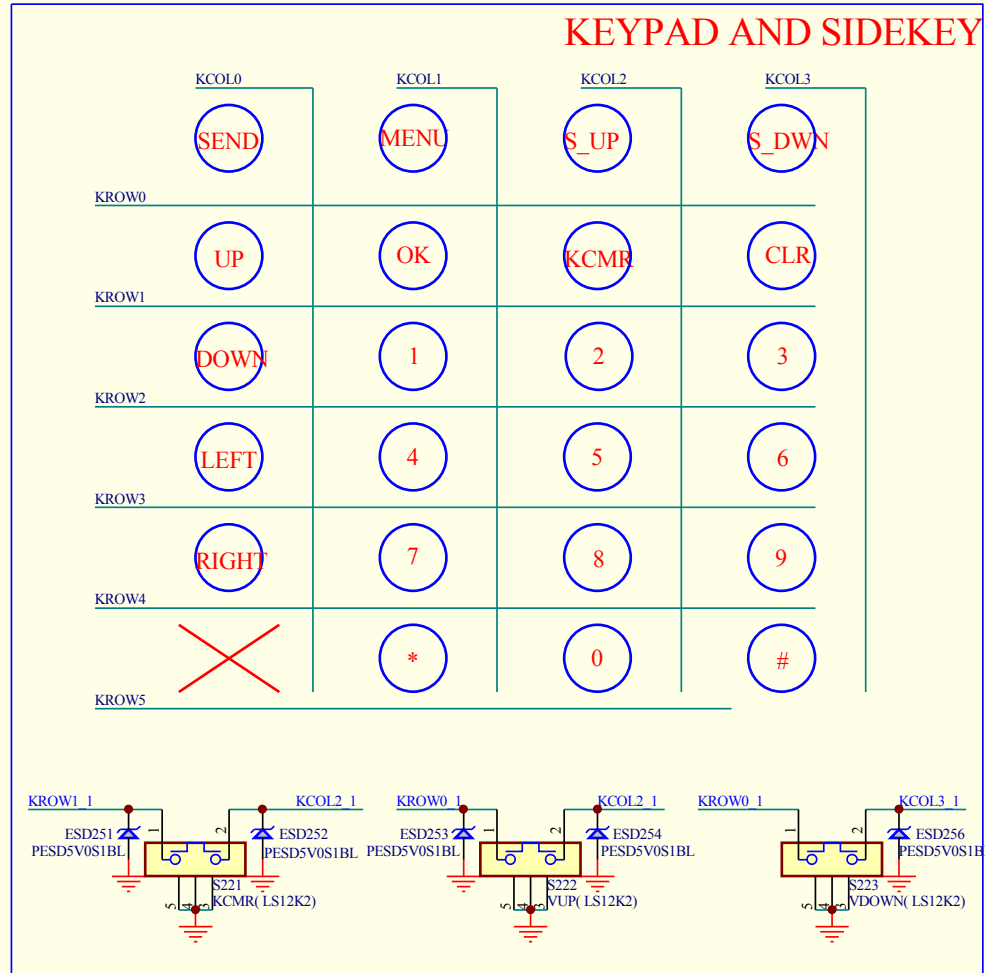 KEYPAD AND SIDEKEY
KCOL0 KCOL1 KCOL2 KCOL3
SEND MENU S_UP S_DWN
KROW0
UP OK KCMR CLR
KROW1
DOWN 1 2 3
KROW2
LEFT 4 5 6
KROW3
RIGHT 7 8 9
KROW4
* 0 #
KROW5
KROW1_1 KCOL2_1 KROW0_1 KCOL2_1 KROW0_1 KCOL3_1
1 2 1 2 1 2
ESD251 ESD252 ESD253 ESD254 ESD256
PESD5V0S1BL PESD5V0S1BL PESD5V0S1BL PESD5V0S1BL PESD5V0S1B
S221 S222 S223
5 4 3 KCMR( LS12K2) 5 4 3 VUP( LS12K2) 5 4 3 VDOWN( LS12K2)